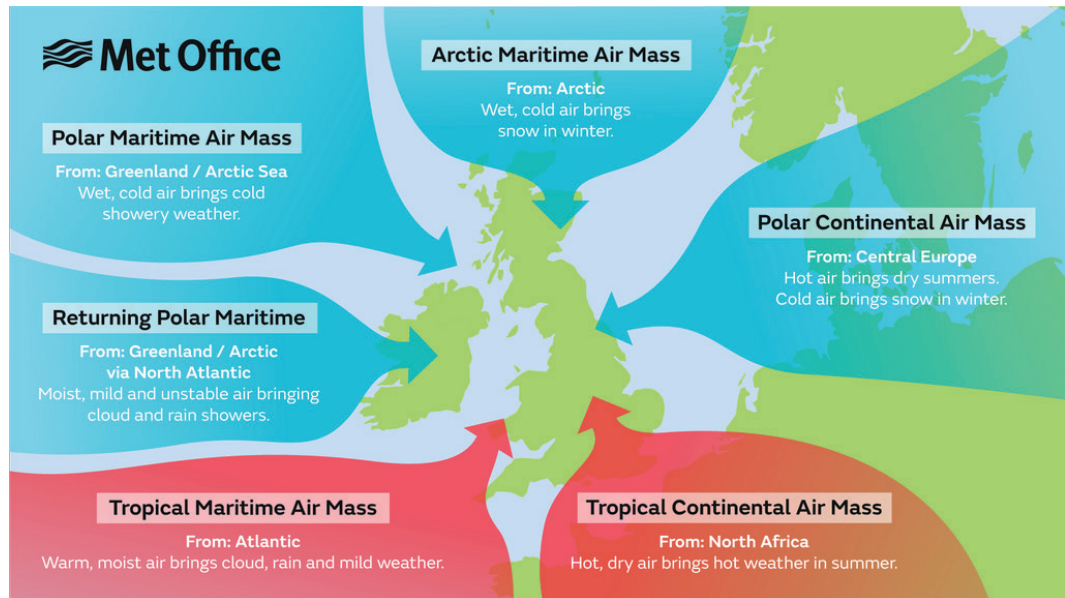 Met Office
Arctic Maritime Air Mass
From: Arctic
Wet, cold air brings
snow in winter.
Polar Maritime Air Mass
From: Greenland / Arctic Sea
Wet, cold air brings cold
showery weather.
Polar Continental Air Mass
From: Central Europe
Hot air brings dry summers.
Cold air brings snow in winter.
Returning Polar Maritime
From: Greenland / Arctic
via North Atlantic
Moist, mild and unstable air bringing
cloud and rain showers.
Tropical Maritime Air Mass
From: Atlantic
Warm, moist air brings cloud, rain and mild weather.
Tropical Continental Air Mass
From: North Africa
Hot, dry air brings hot weather in summer.